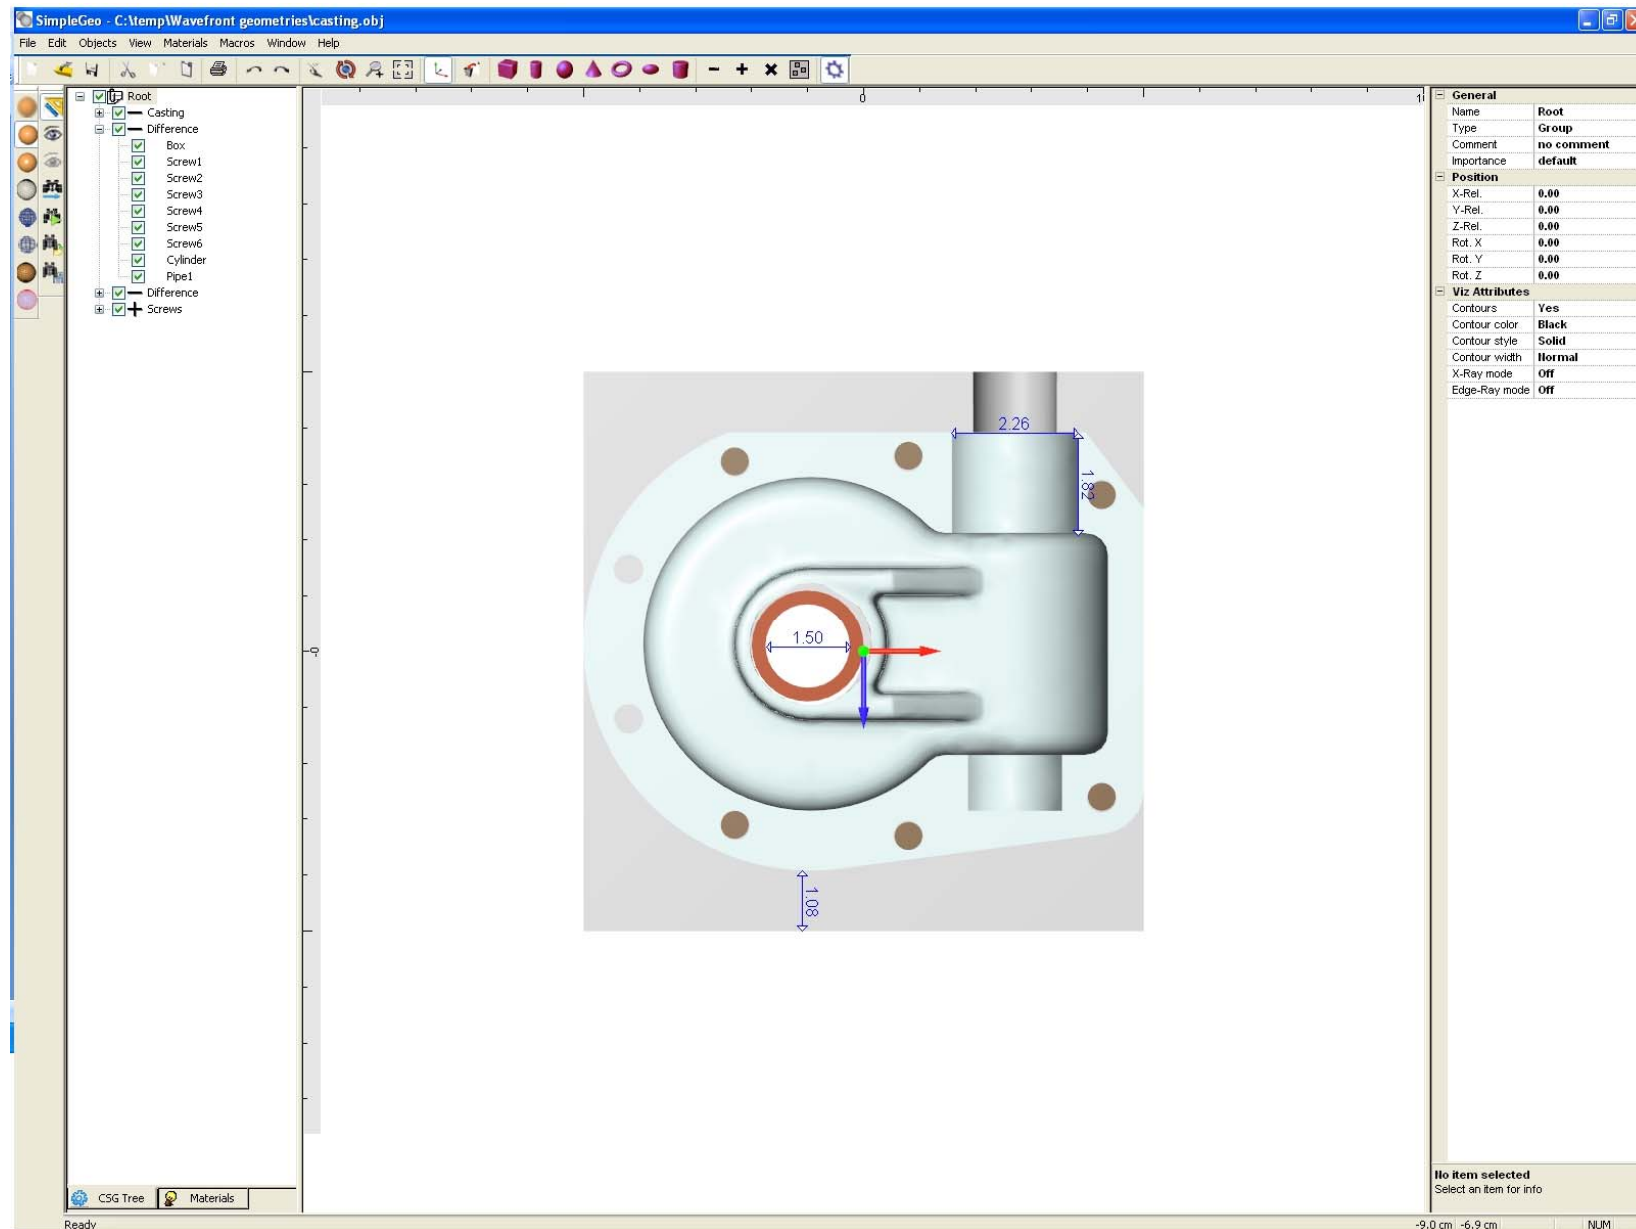 SimpleGeo - C:\temp\Wavefront geometries\casting.obj
File Edit Objects View Materials Macros Window Help
Root
Casting
Difference
Box
Screw1
Screw2
Screw3
Screw4
Screw5
Screw6
Cylinder
Pipe1
Difference
Screws
CSG Tree Materials
Ready
0
0
2.26
1.82
1.50
1.08
General
Name Root
Type Group
Comment no comment
Importance default
Position
X-Rel. 0.00
Y-Rel. 0.00
Z-Rel. 0.00
Rot. X 0.00
Rot. Y 0.00
Rot. Z 0.00
Viz Attributes
Contours Yes
Contour color Black
Contour style Solid
Contour width Normal
X-Ray mode Off
Edge-Ray mode Off
No item selected
Select an item for info
-9.0 cm -6.9 cm NUM